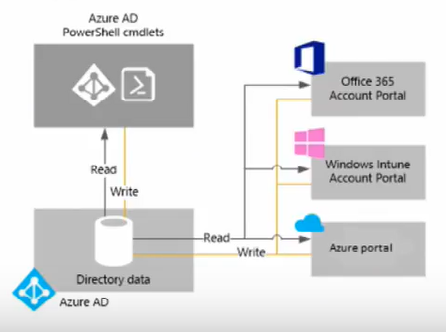 Azure AD
PowerShell cmdlets
Office 365
Account Portal
Read
Write
Windows Intune
Account Portal
Read
Write
Azure portal
Directory data
Azure AD